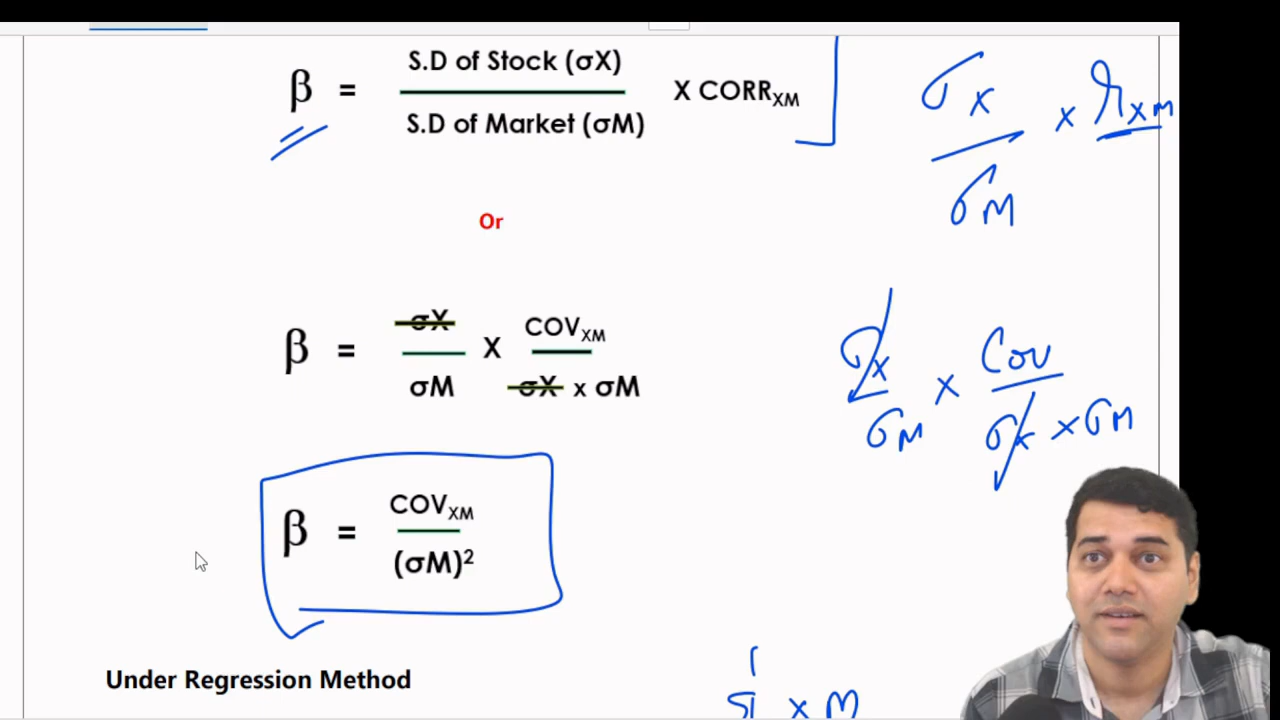 S.D of Stock (σX)
β = X CORRXM
S.D of Market (σM)
σx
x rxM
σM
Or
σX COVXM
β = X
σM σX x σM
σx Cov
x
σM σx x σM
β = COVXM
(σM)2
Under Regression Method
x M